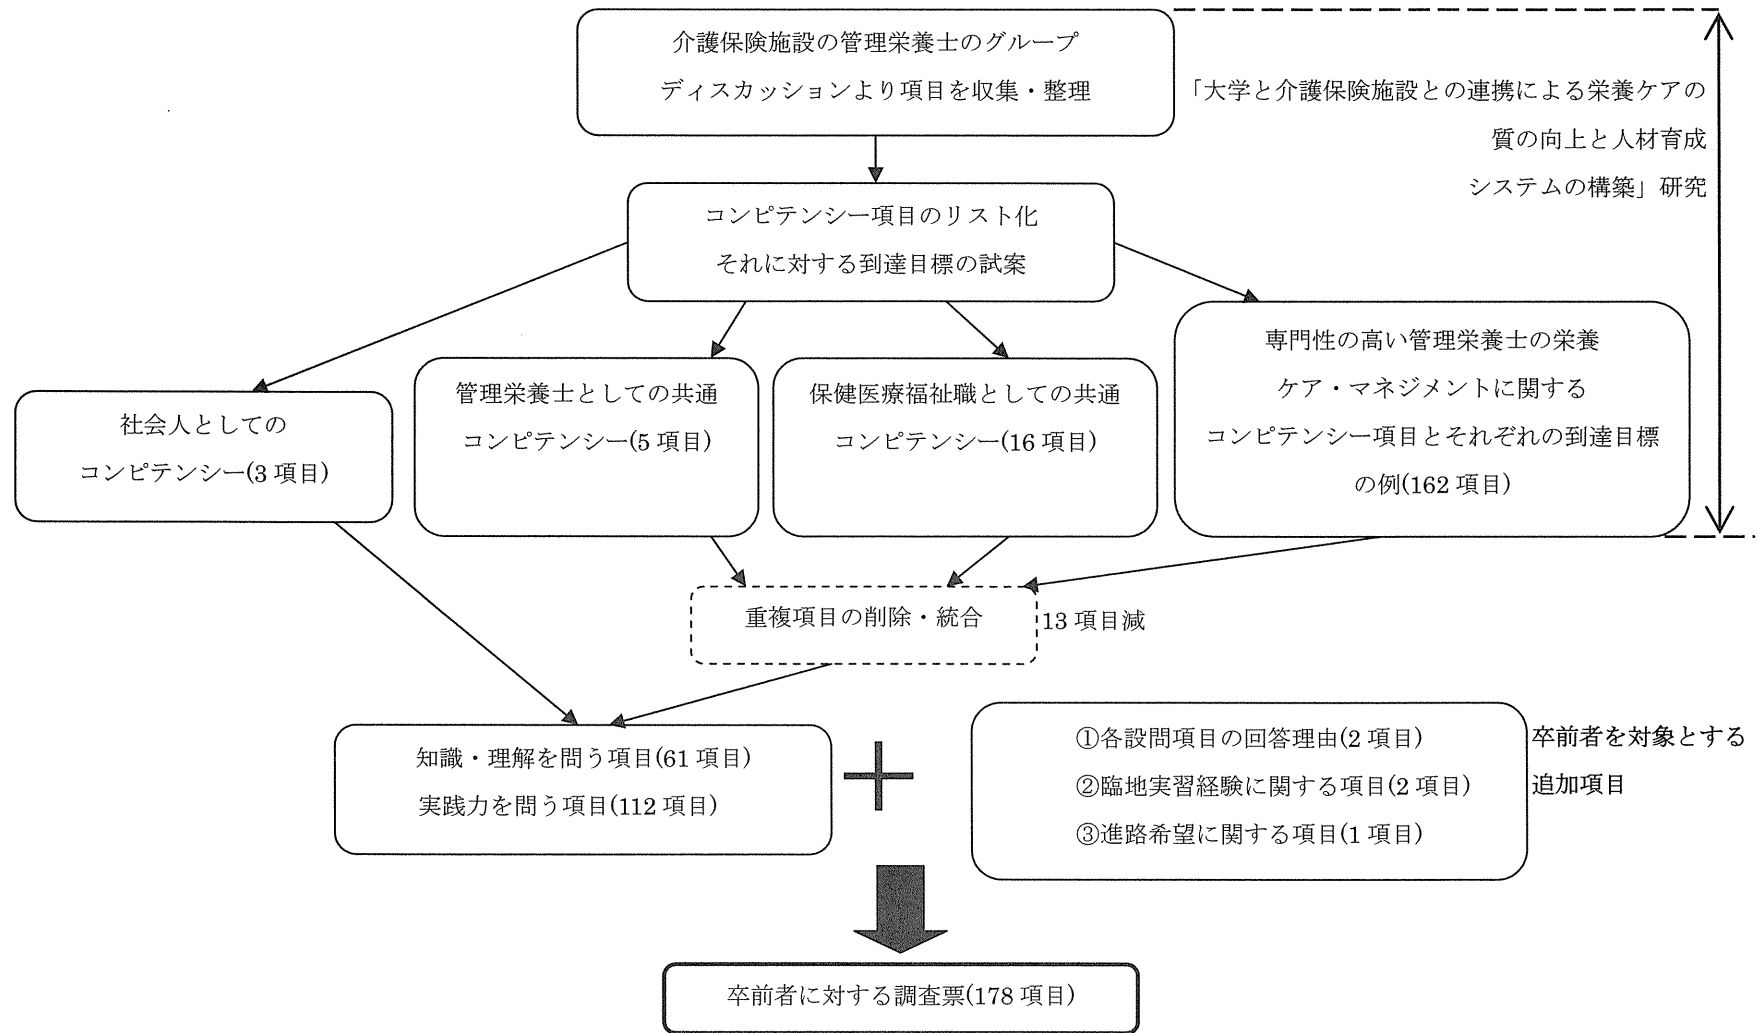 介護保険施設の管理栄養士のグループ
ディスカッションより項目を収集・整理
「大学と介護保険施設との連携による栄養ケアの
質の向上と人材育成
システムの構築」研究
コンピテンシー項目のリスト化
それに対する到達目標の試案
社会人としての
コンピテンシー(3 項目)
管理栄養士としての共通
コンピテンシー(5 項目)
保健医療福祉職としての共通
コンピテンシー(16 項目)
専門性の高い管理栄養士の栄養
ケア・マネジメントに関する
コンピテンシー項目とそれぞれの到達目標
の例(162 項目)
重複項目の削除・統合
13 項目減
知識・理解を問う項目(61 項目)
実践力を問う項目(112 項目)
＋
①各設問項目の回答理由(2 項目)
②臨地実習経験に関する項目(2 項目)
③進路希望に関する項目(1 項目)
卒前者を対象とする
追加項目
卒前者に対する調査票(178 項目)